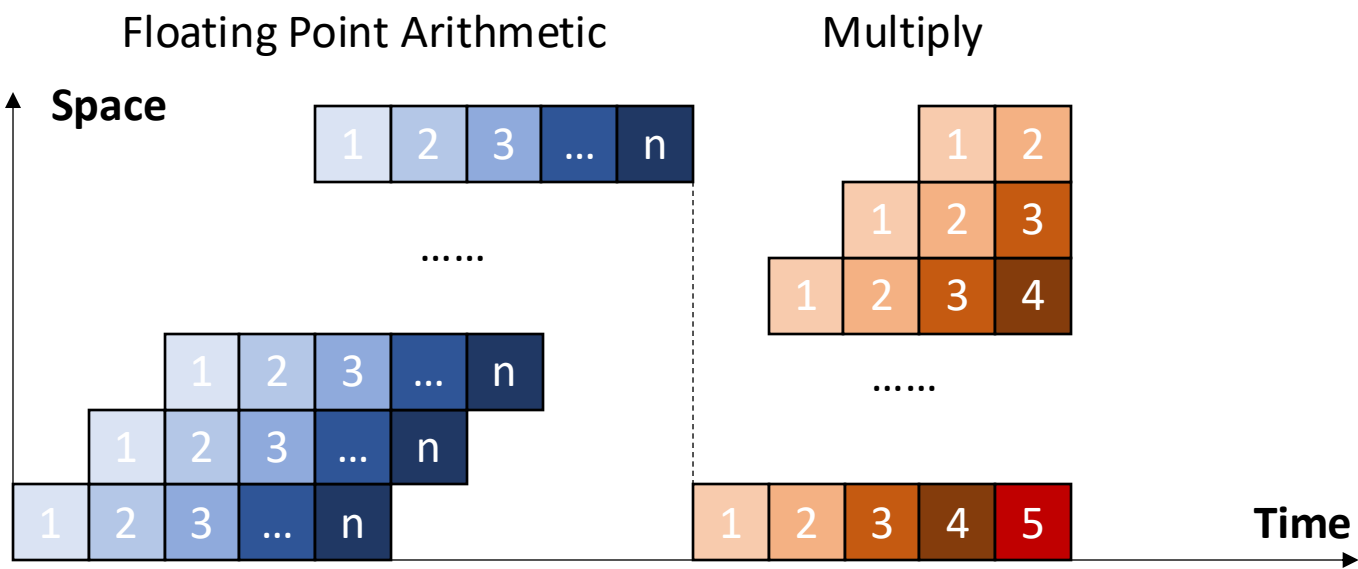 Floating Point Arithmetic Multiply
Space
1 2 3 ... n 1 2
1 2 3
......
1 2 3 4
1 2 3 ... n
......
1 2 3 ... n
1 2 3 ... n 1 2 3 4 5
Time